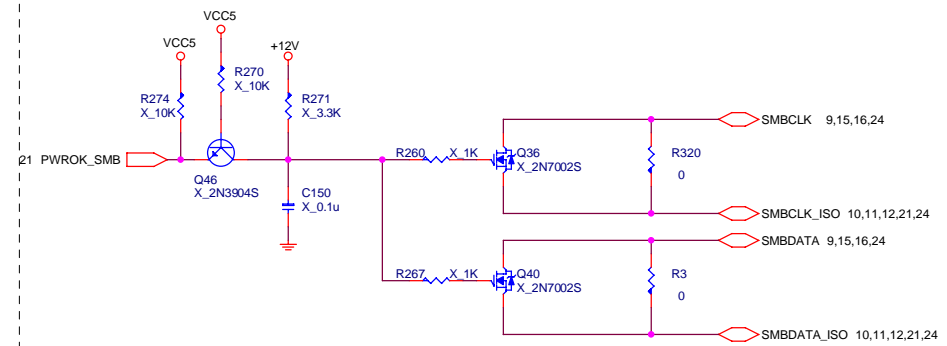 VCC5
VCC5
+12V
R274
X_10K
R270
X_10K
R271
X_3.3K
21 PWROK_SMB
Q46
X_2N3904S
C150
X_0.1u
R260
X_1K
Q36
X_2N7002S
R320
0
SMBCLK 9,15,16,24
SMBCLK_ISO 10,11,12,21,24
SMBDATA 9,15,16,24
R267
X_1K
Q40
X_2N7002S
R3
0
SMBDATA_ISO 10,11,12,21,24